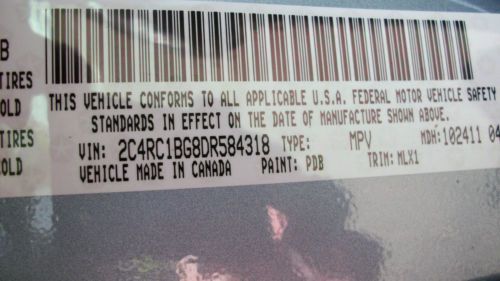 B
TIRES
OLD
TIRES
OLD
THIS VEHICLE CONFORMS TO ALL APPLICABLE U.S.A. FEDERAL MOTOR VEHICLE SAFETY
STANDARDS IN EFFECT ON THE DATE OF MANUFACTURE SHOWN ABOVE.
VIN: 2C4RC1BG8DR584318 TYPE: MPV MDH: 102411 04
VEHICLE MADE IN CANADA PAINT: PDB TRIM: MLX1